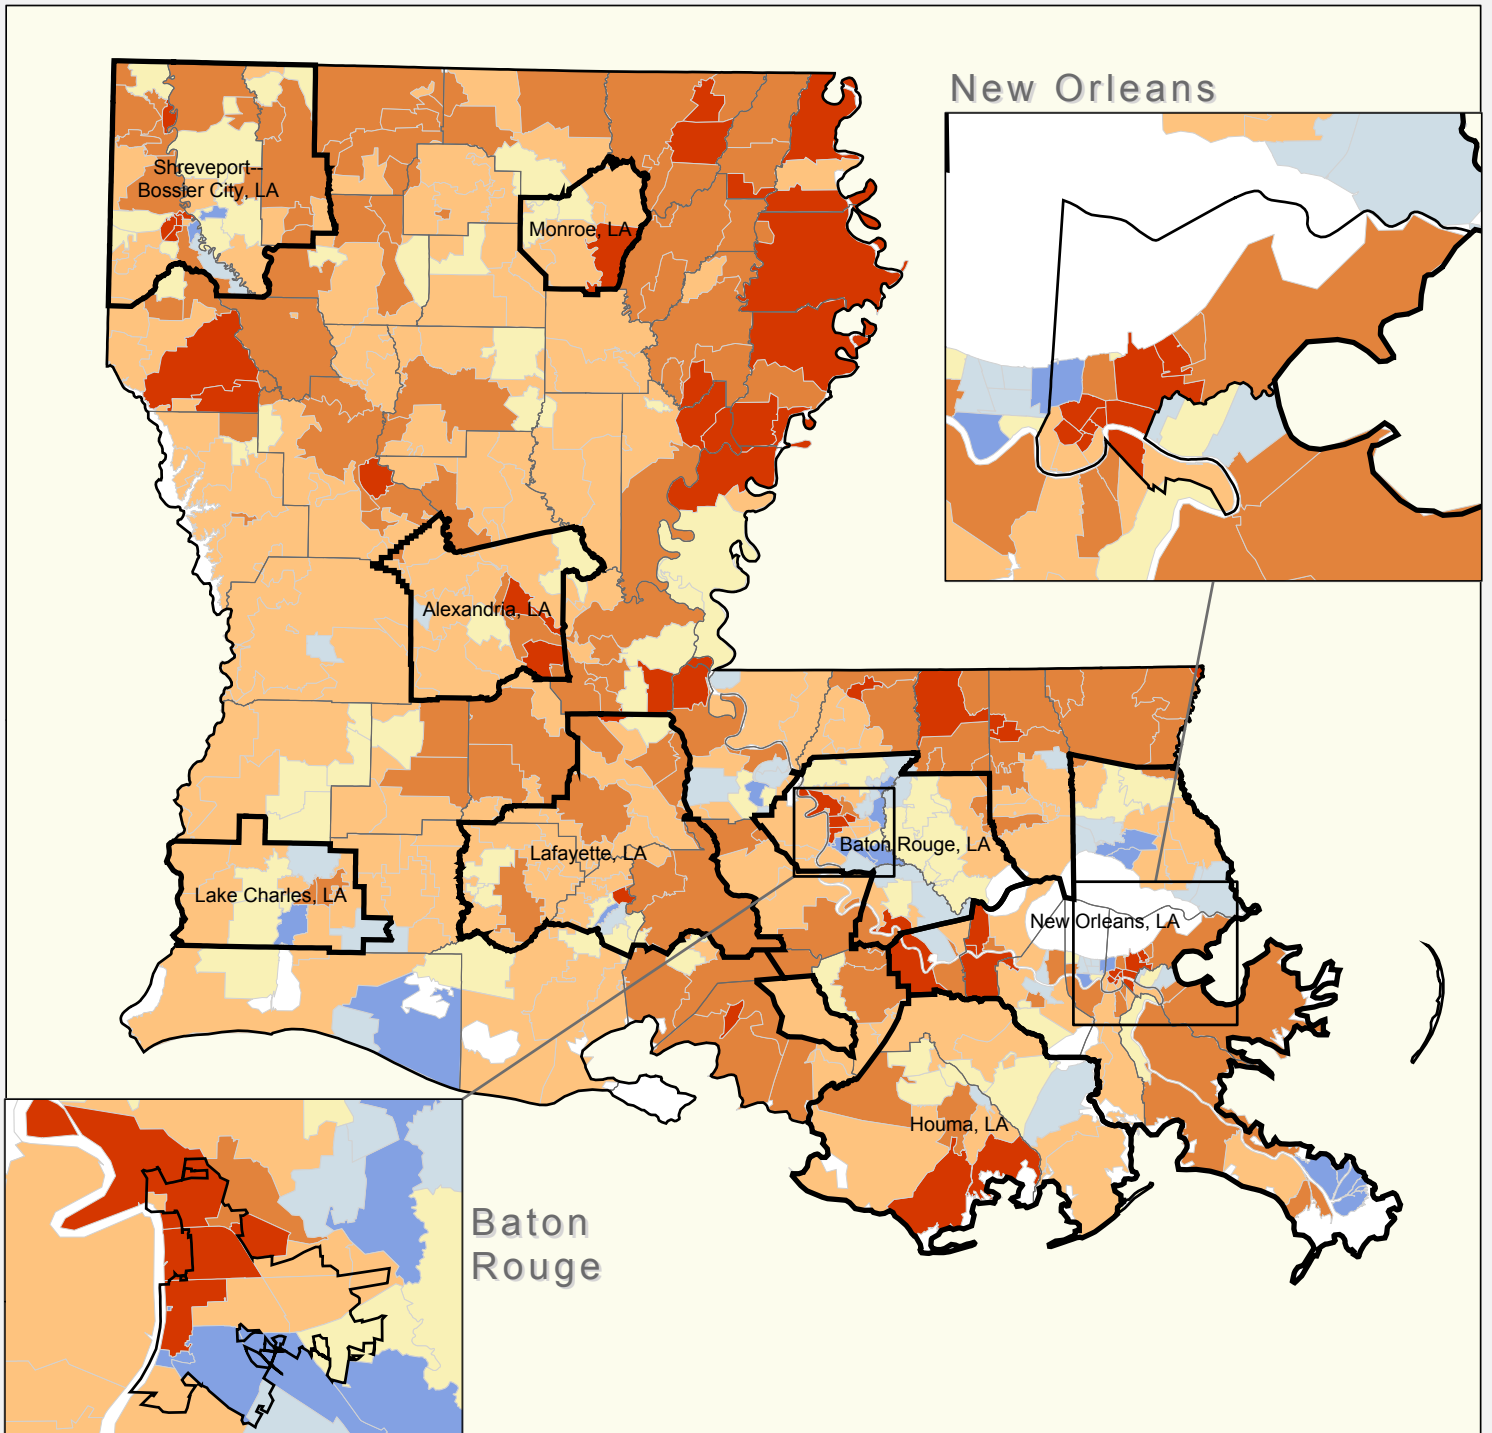 New Orleans
Shreveport--
Bossier City, LA
Monroe, LA
Alexandria, LA
Lafayette, LA
Baton Rouge, LA
Lake Charles, LA
New Orleans, LA
Houma, LA
Baton
Rouge